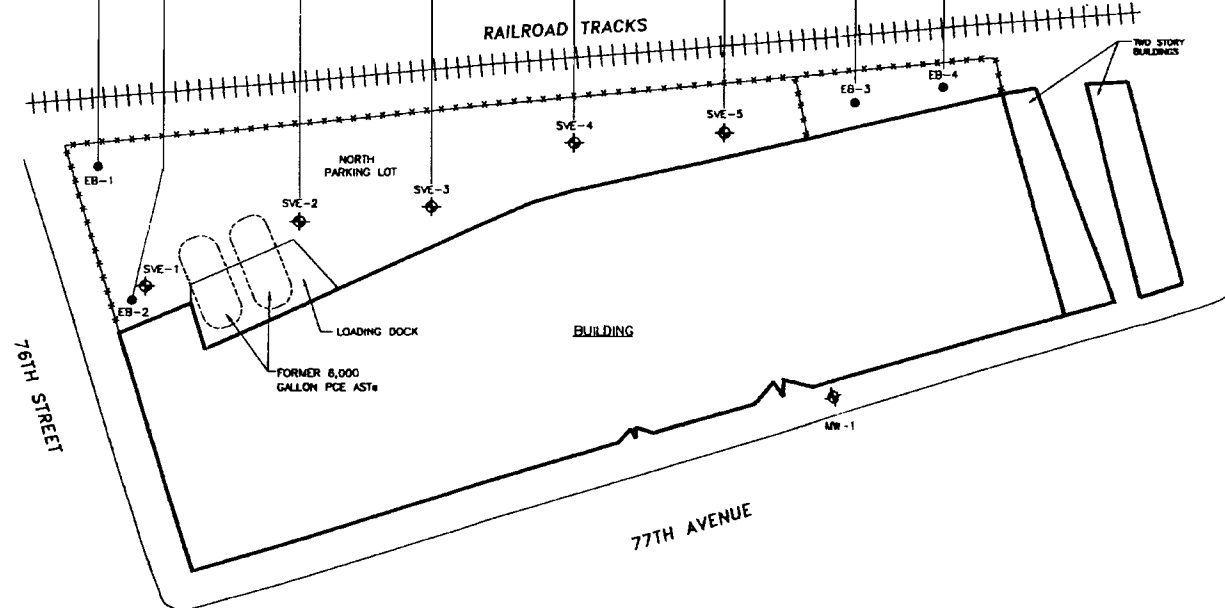 RAILROAD TRACKS
TWO STORY
BUILDINGS
EB-3
EB-4
SVE-4
SVE-5
NORTH
PARKING LOT
EB-1
SVE-3
SVE-2
SVE-1
EB-2
LOADING DOCK
BUILDING
FORMER 6,000
GALLON PCE ASTs
76TH STREET
MW-1
77TH AVENUE